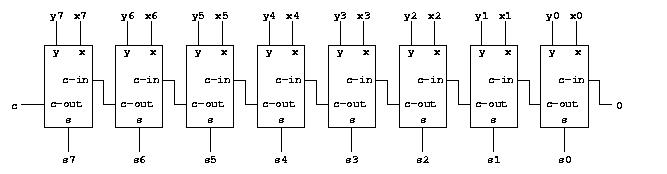 y7 x7 y6 x6 y5 x5 y4 x4 y3 x3 y2 x2 y1 x1 y0 x0
y x y x y x y x y x y x y x y x
c-in c-in c-in c-in c-in c-in c-in c-in
c c-out c-out c-out c-out c-out c-out c-out c-out 0
s s s s s s s s
s7 s6 s5 s4 s3 s2 s1 s0